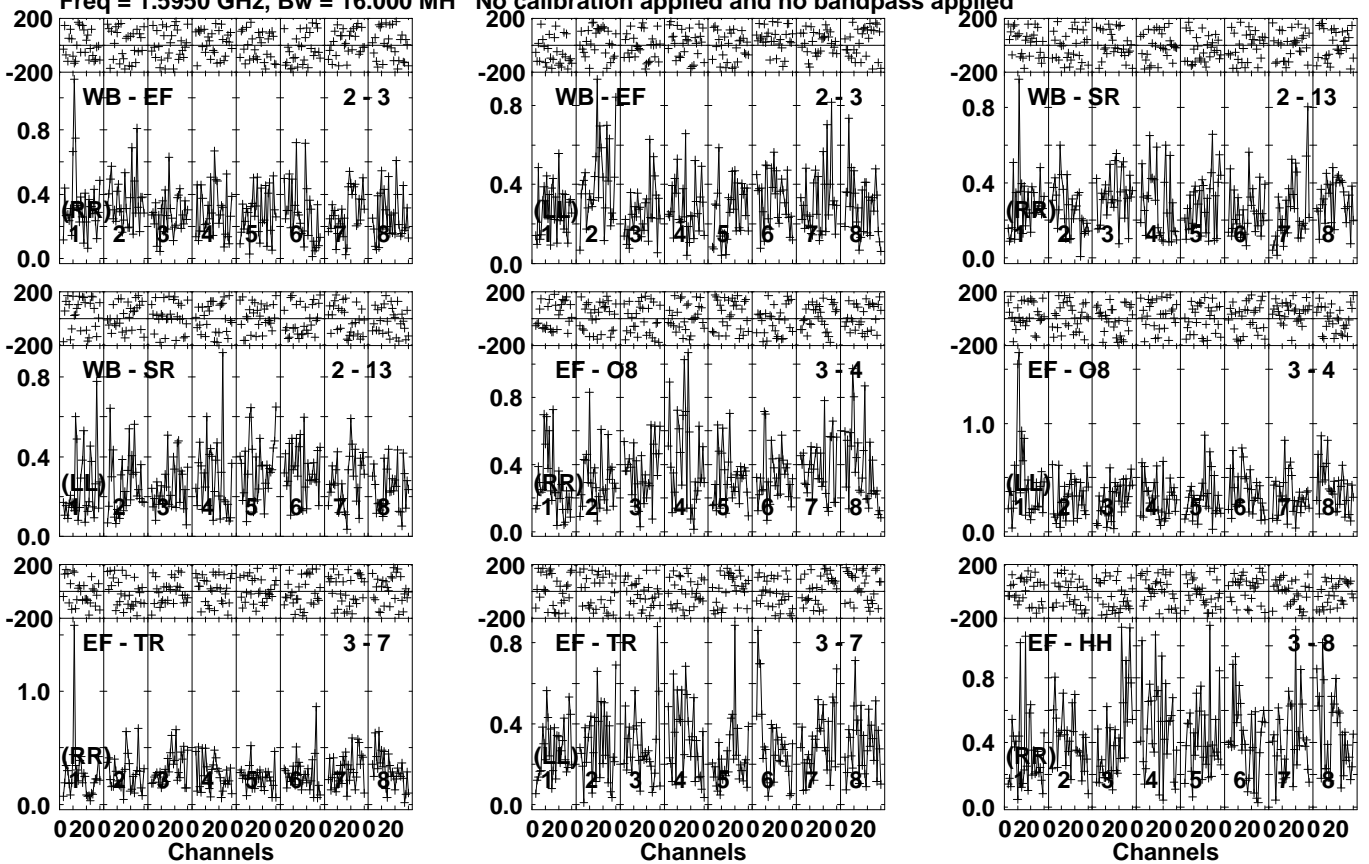 Freq = 1.5950 GHz, Bw = 16.000 MH No calibration applied and no bandpass applied
200 200 200
-200 -200 -200
WB - EF 2 - 3 WB - EF 2 - 3 WB - SR 2 - 13
0.8 0.8 0.8
0.4 0.4 0.4
(RR) (LL) (RR)
1 2 3 4 5 6 7 8 1 2 3 4 5 6 7 8 1 2 3 4 5 6 7 8
0.0 0.0 0.0
200 200 200
-200 -200 -200
WB - SR 2 - 13 EF - O8 3 - 4 EF - O8 3 - 4
0.8 0.8 1.0
0.4 0.4
(LL) (RR) (LL)
1 2 3 4 5 6 7 8 1 2 3 4 5 6 7 8 1 2 3 4 5 6 7 8
0.0 0.0 0.0
200 200 200
-200 -200 -200
EF - TR 3 - 7 EF - TR 3 - 7 EF - HH 3 - 8
1.0 0.8 0.8
0.4 0.4
(RR) (LL) (RR)
1 2 3 4 5 6 7 8 1 2 3 4 5 6 7 8 1 2 3 4 5 6 7 8
0.0 0.0 0.0
0 20 0 20 0 20 0 20 0 20 0 20 0 20 0 20 0 20 0 20 0 20 0 20 0 20 0 20 0 20 0 20 0 20 0 20 0 20 0 20 0 20 0 20 0 20 0 20
Channels Channels Channels